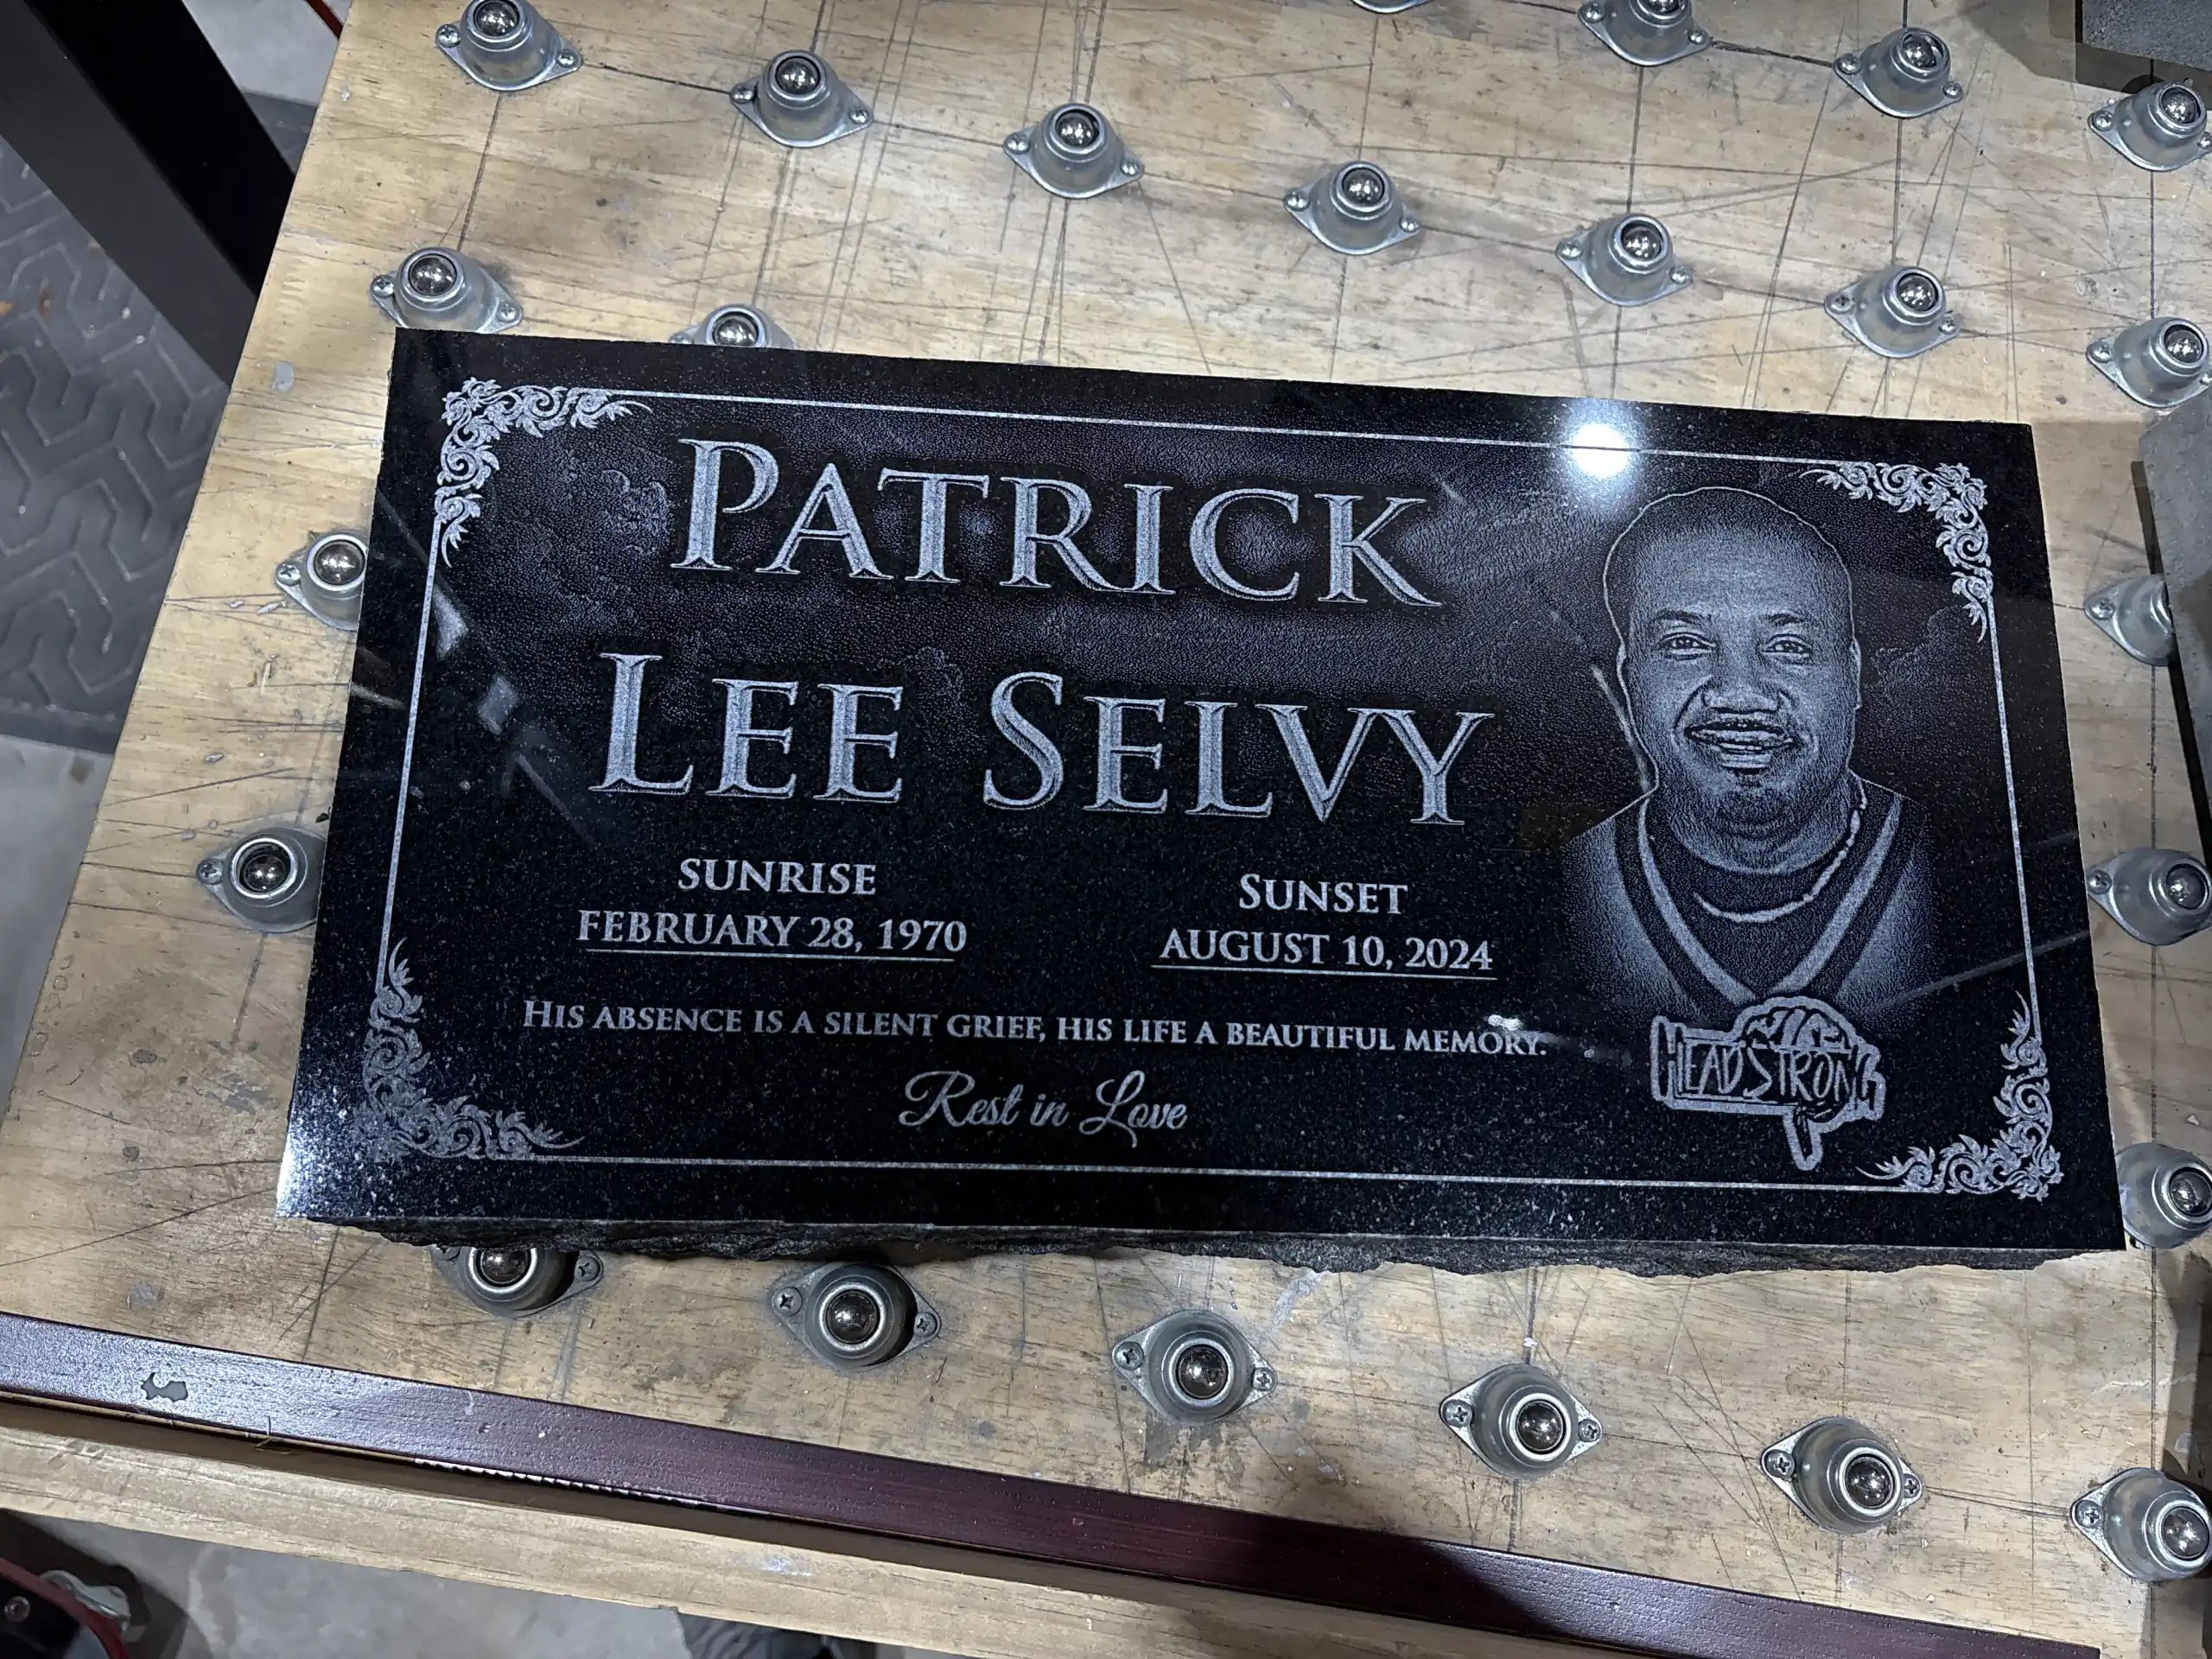 PATRICK
LEE SELVY
SUNRISE
FEBRUARY 28, 1970
SUNSET
AUGUST 10, 2024
HIS ABSENCE IS A SILENT GRIEF, HIS LIFE A BEAUTIFUL MEMORY.
Rest in Love
HEADSTRONG